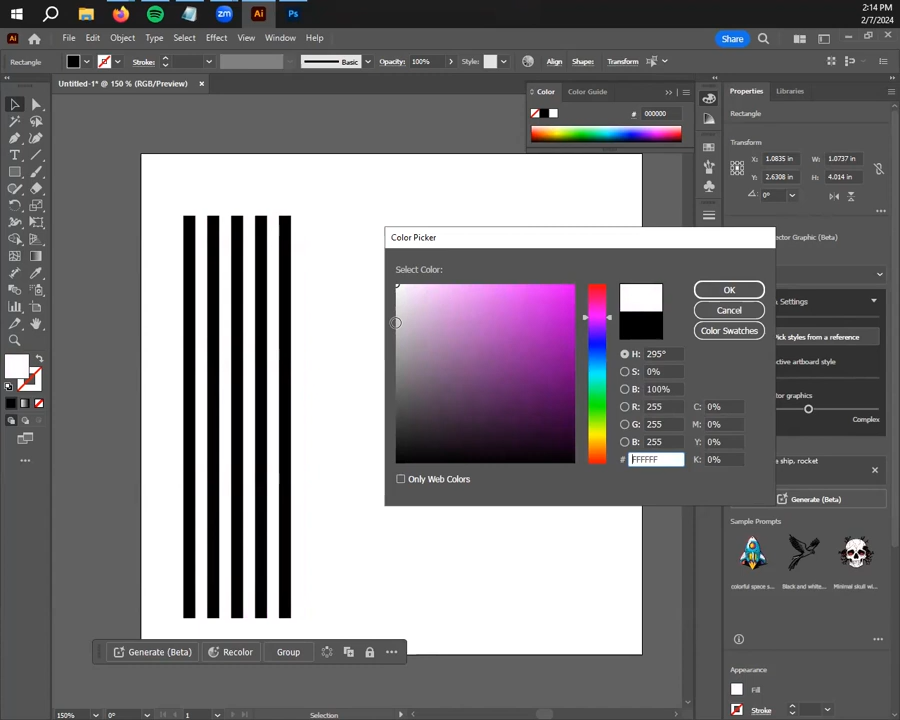 2:14 PM
2/7/2024
File Edit Object Type Select Effect View Window Help
Share
Rectangle
Stroke:
Basic
Opacity: 100%
Style:
Align
Shape:
Transform
Untitled-1* @ 150 % (RGB/Preview)
Color
Color Guide
# 000000
Properties
Libraries
Rectangle
Transform
X: 1.0835 in
W: 1.0737 in
Y: 2.6308 in
H: 4.014 in
0°
Color Picker
ector Graphic (Beta)
Select Color:
OK
Cancel
Color Swatches
& Settings
Pick styles from a reference
ctive artboard style
tor graphics
Complex
H: 295°
S: 0%
B: 100%
R: 255
C: 0%
G: 255
M: 0%
B: 255
Y: 0%
# FFFFFF
K: 0%
Only Web Colors
e ship, rocket
Generate (Beta)
Sample Prompts
colorful space s...
Black and white...
Minimal skull wi...
Generate (Beta)
Recolor
Group
Appearance
Fill
Stroke
150%
0°
1
Selection